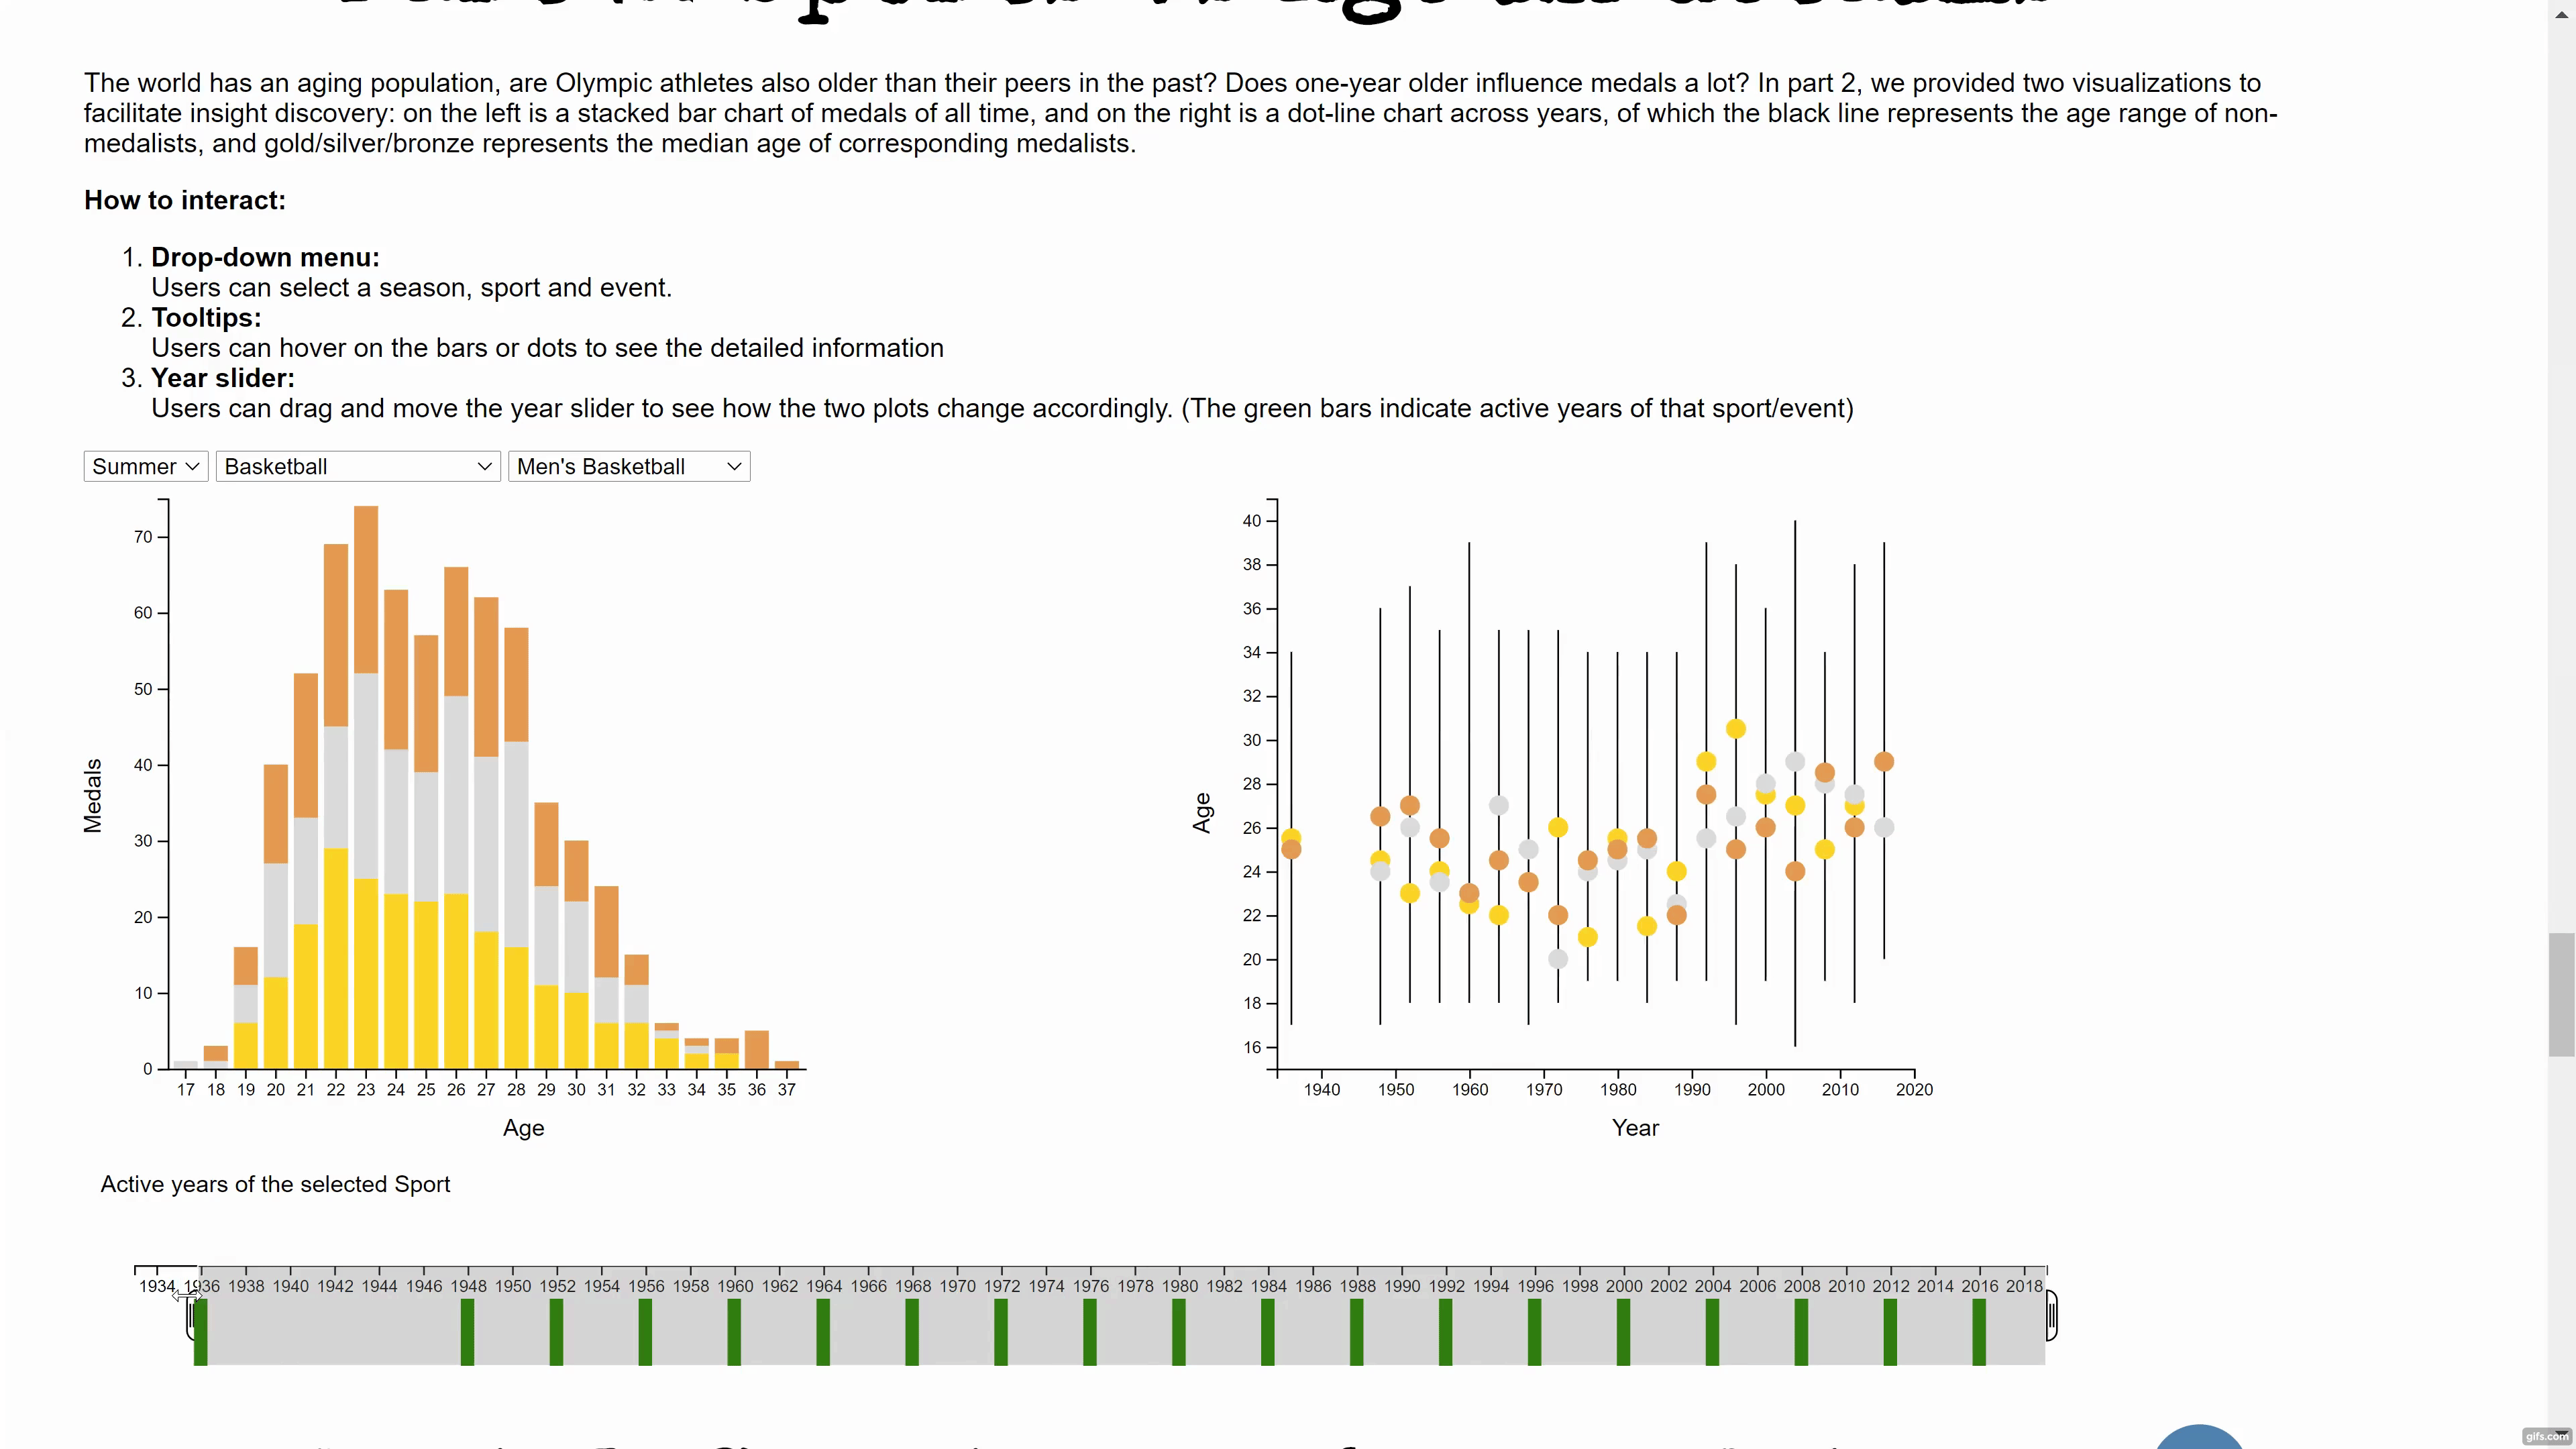 The world has an aging population, are Olympic athletes also older than their peers in the past? Does one-year older influence medals a lot? In part 2, we provided two visualizations to
facilitate insight discovery: on the left is a stacked bar chart of medals of all time, and on the right is a dot-line chart across years, of which the black line represents the age range of non-
medalists, and gold/silver/bronze represents the median age of corresponding medalists.
How to interact:
1. Drop-down menu:
Users can select a season, sport and event.
2. Tooltips:
Users can hover on the bars or dots to see the detailed information
3. Year slider:
Users can drag and move the year slider to see how the two plots change accordingly. (The green bars indicate active years of that sport/event)
Summer Basketball Men's Basketball
70
60
50
40
30
20
10
0
Medals
17 18 19 20 21 22 23 24 25 26 27 28 29 30 31 32 33 34 35 36 37
Age
40
38
36
34
32
30
28
26
24
22
20
18
16
Age
1940 1950 1960 1970 1980 1990 2000 2010 2020
Year
Active years of the selected Sport
1934 1936 1938 1940 1942 1944 1946 1948 1950 1952 1954 1956 1958 1960 1962 1964 1966 1968 1970 1972 1974 1976 1978 1980 1982 1984 1986 1988 1990 1992 1994 1996 1998 2000 2002 2004 2006 2008 2010 2012 2014 2016 2018
gifs.com